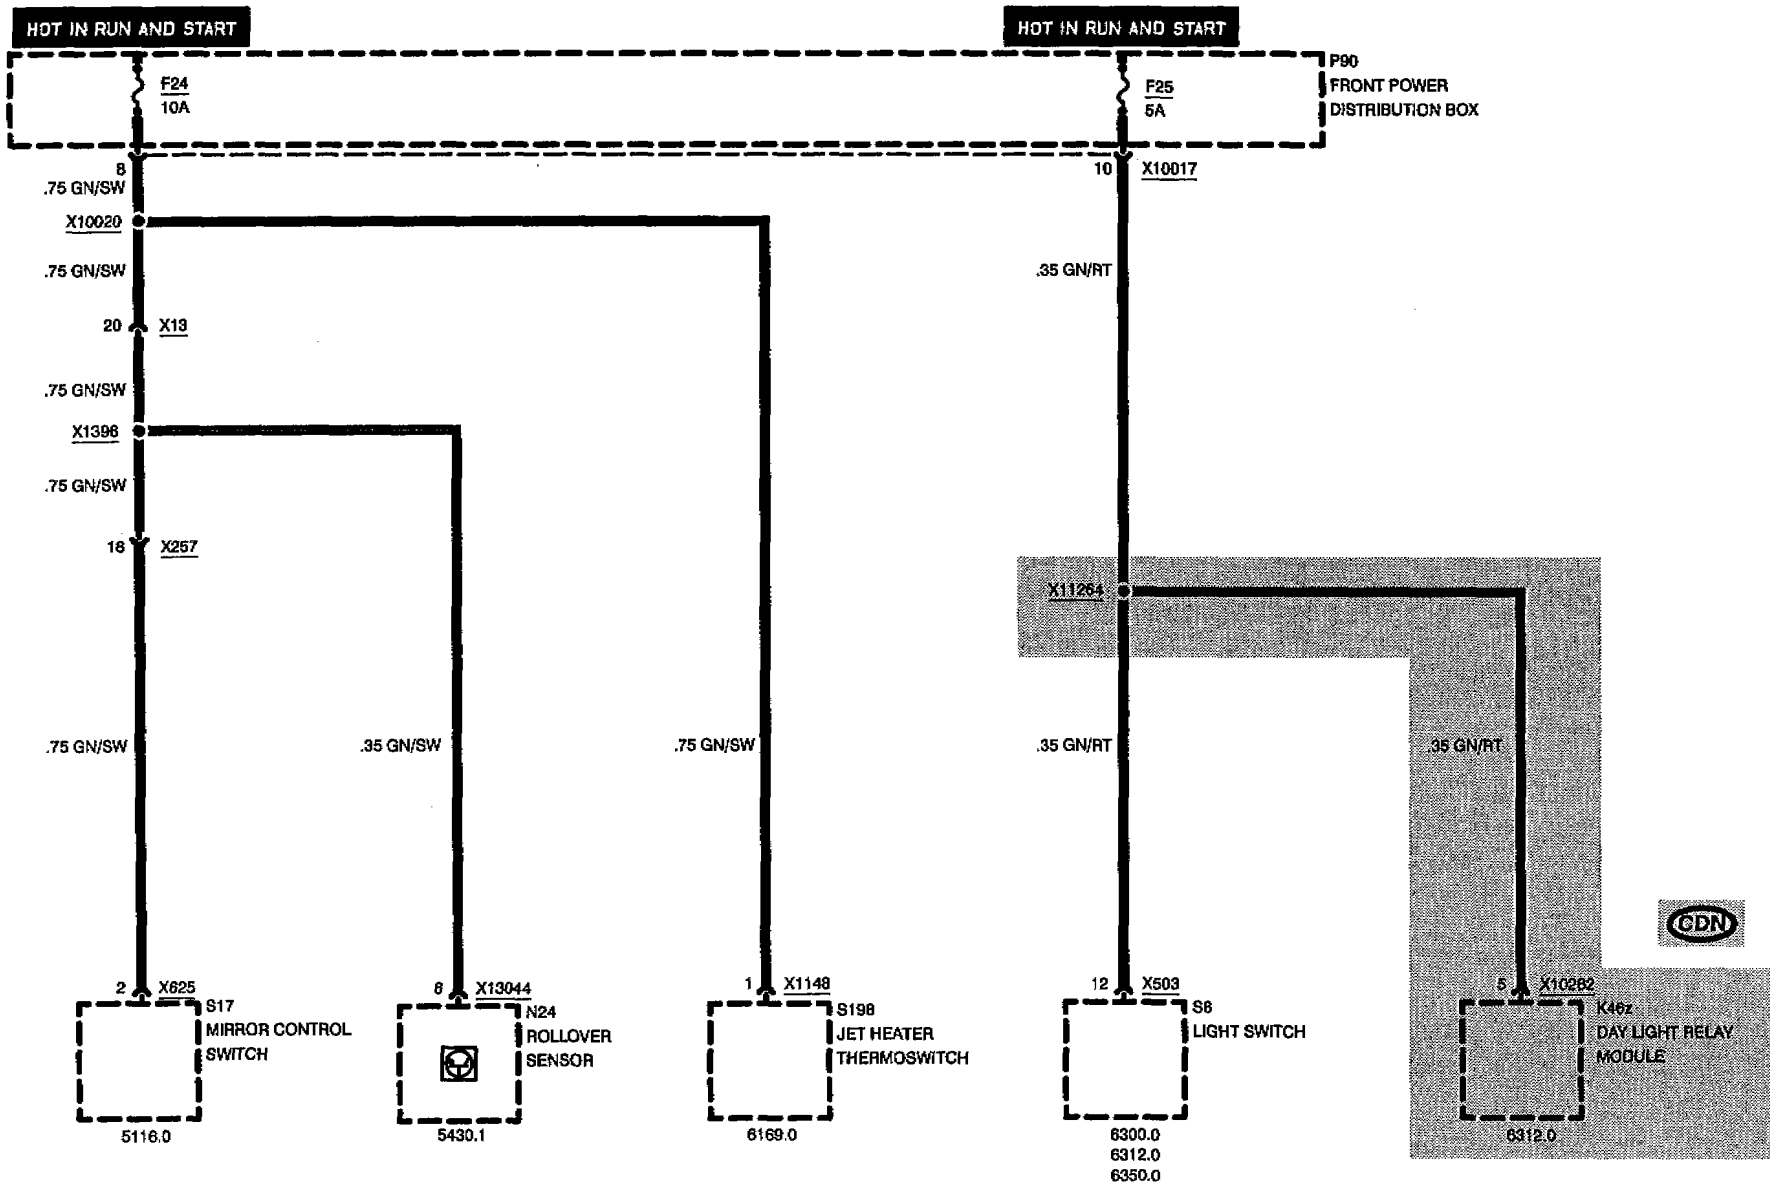 HOT IN RUN AND START
HOT IN RUN AND START
F24
10A
F25
5A
P90
FRONT POWER
DISTRIBUTION BOX
8
10
X10017
.75 GN/SW
X10020
.75 GN/SW
.35 GN/RT
20
X13
.75 GN/SW
X1396
.75 GN/SW
18
X257
X11264
.75 GN/SW
.35 GN/SW
.75 GN/SW
.35 GN/RT
.35 GN/RT
CDN
2
X625
6
X13044
1
X1148
12
X503
5
X10262
S17
MIRROR CONTROL
SWITCH
N24
ROLLOVER
SENSOR
S198
JET HEATER
THERMOSWITCH
S6
LIGHT SWITCH
K46z
DAY LIGHT RELAY
MODULE
5116.0
5430.1
6169.0
6300.0
6312.0
6350.0
6312.0